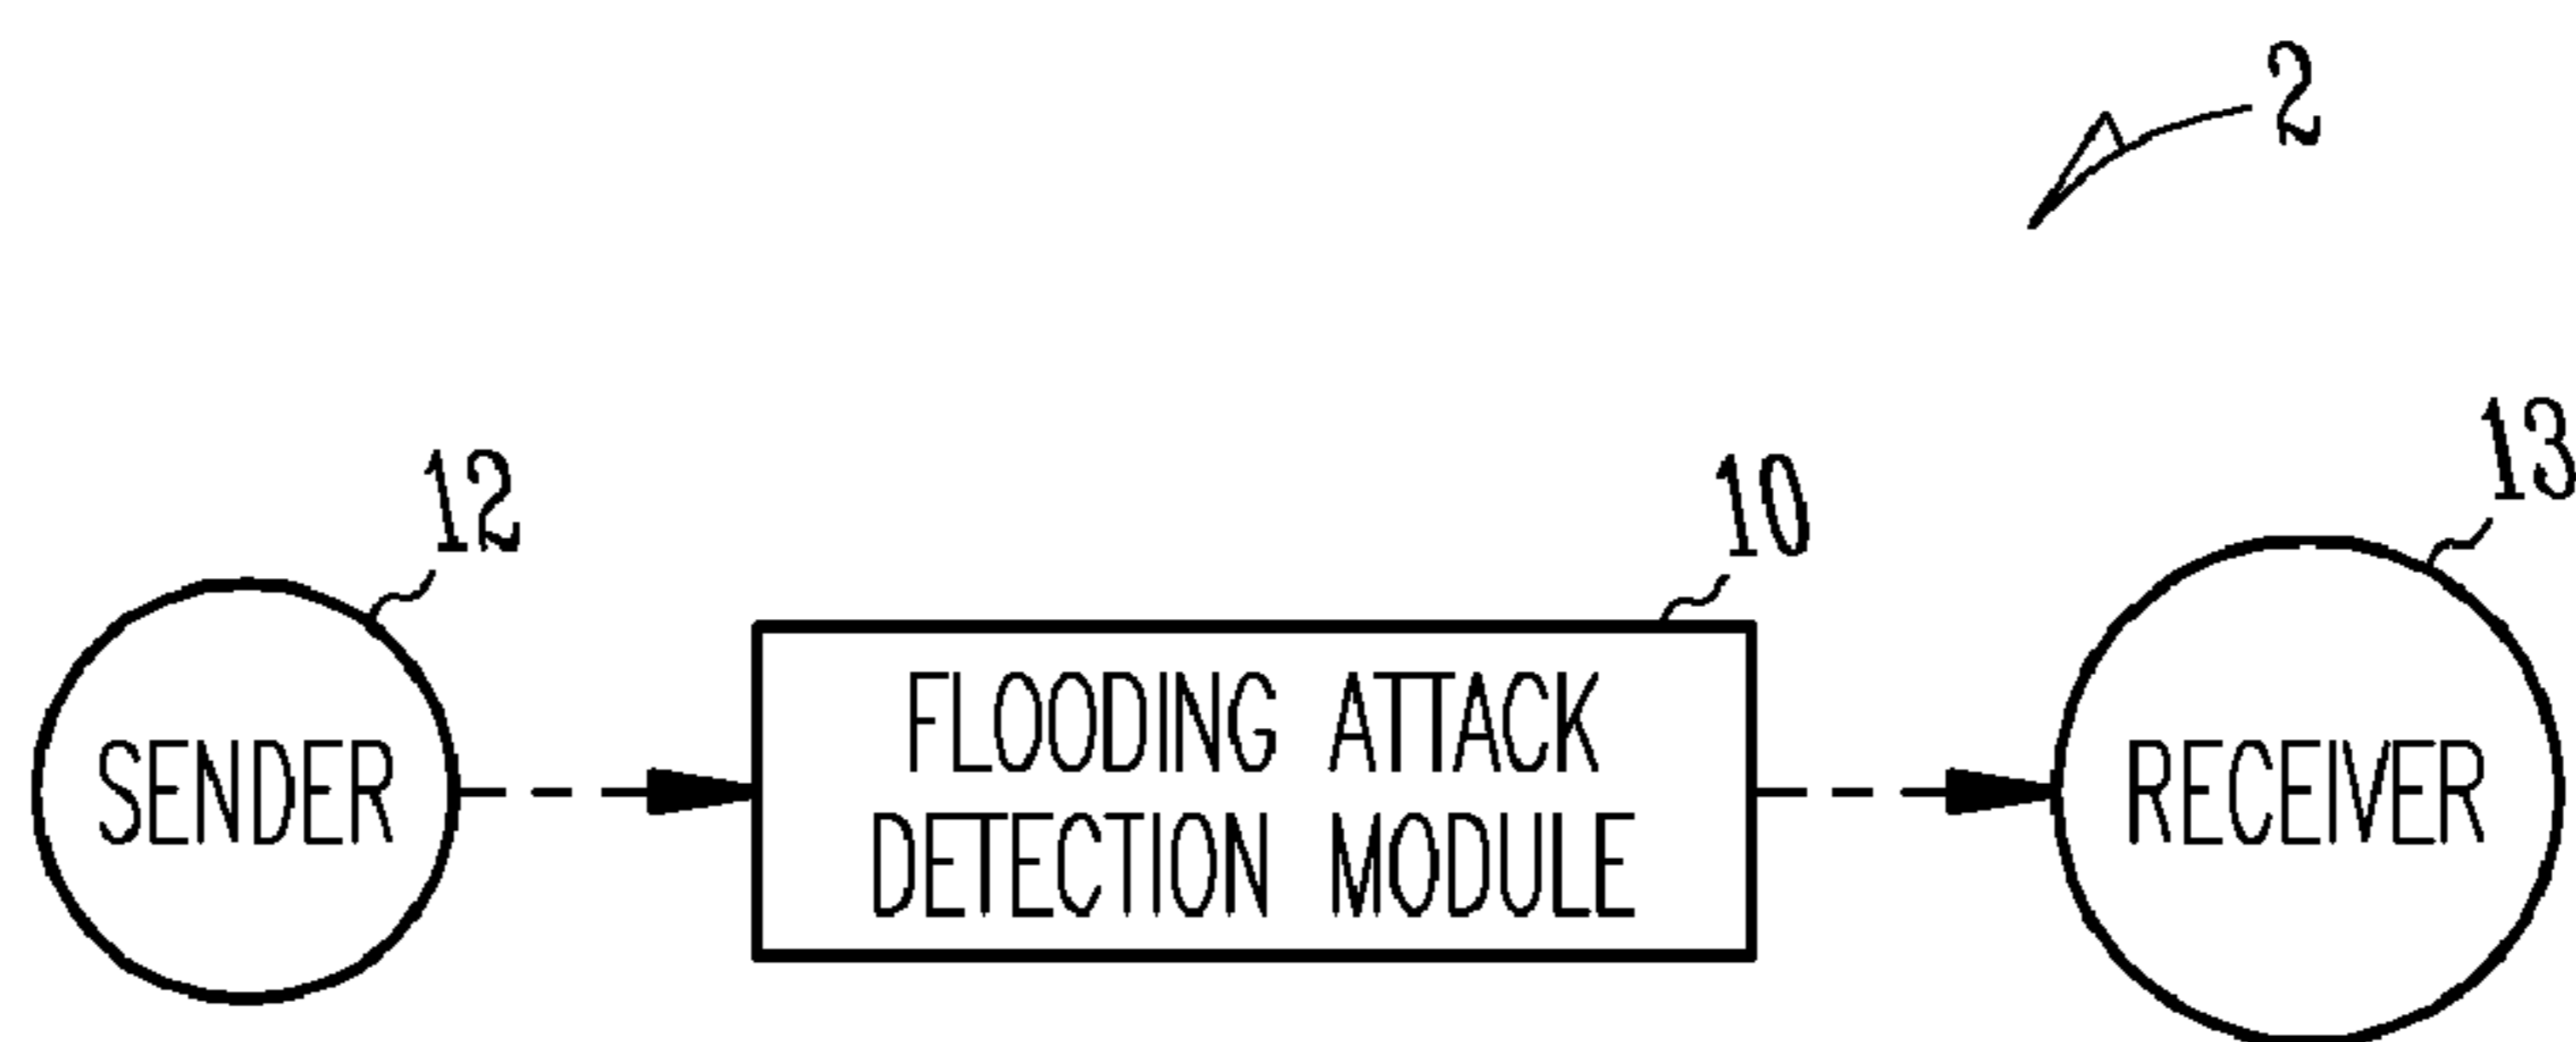 2
12
10
13
SENDER
FLOODING ATTACK
DETECTION MODULE
RECEIVER